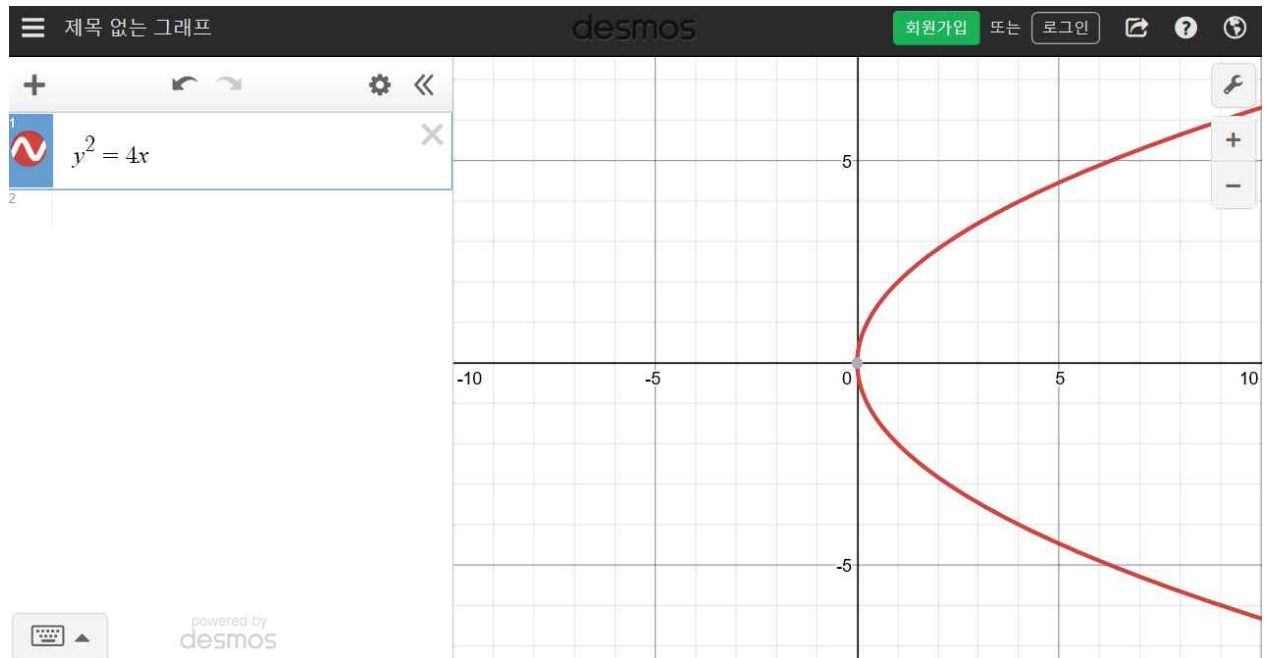 제목 없는 그래프
desmos
회원가입 또는 로그인
1
y² = 4x
2
5
-10 -5 0 5 10
-5
powered by
desmos